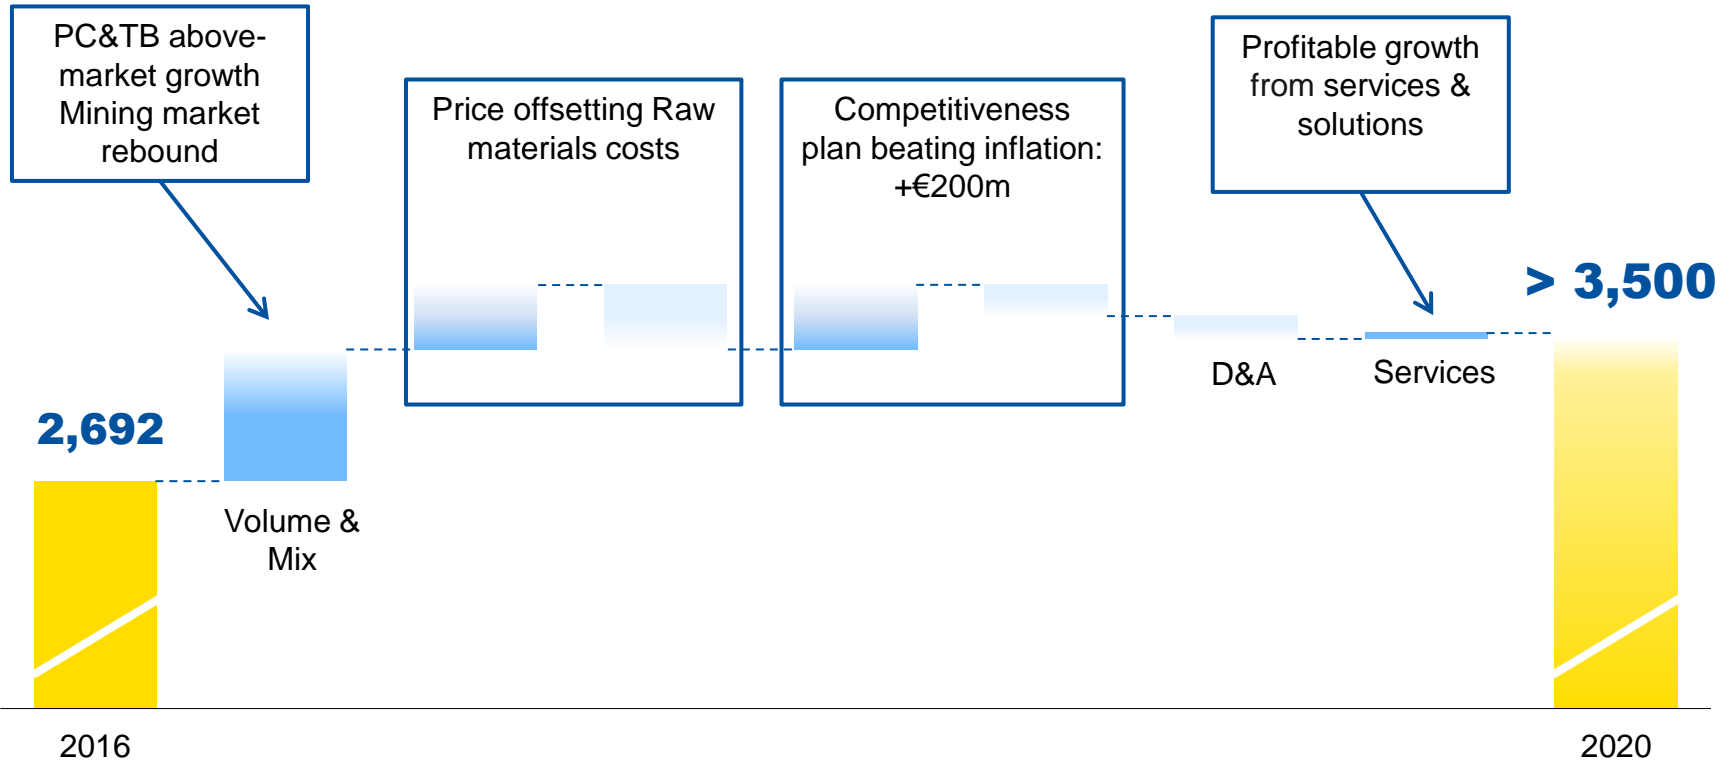 PC&TB above-
market growth
Mining market
rebound
Price offsetting Raw
materials costs
Competitiveness
plan beating inflation:
+€200m
Profitable growth
from services &
solutions
> 3,500
2,692
D&A
Services
Volume &
Mix
2016
2020